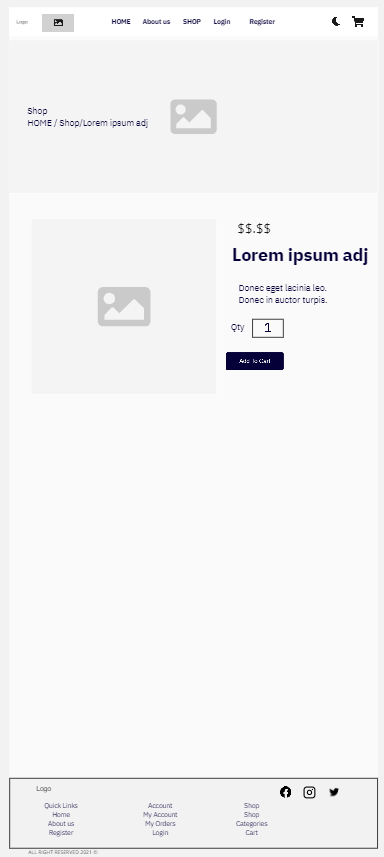 Logo
HOME About us SHOP Login Register
Shop
HOME / Shop/Lorem ipsum adj
$$.$$
Lorem ipsum adj
Donec eget lacinia leo.
Donec in auctor turpis.
Qty 1
Add To Cart
Logo
Quick Links Account Shop
Home My Account Shop
About us My Orders Categories
Register Login Cart
ALL RIGHT RESERVED 2021 ©